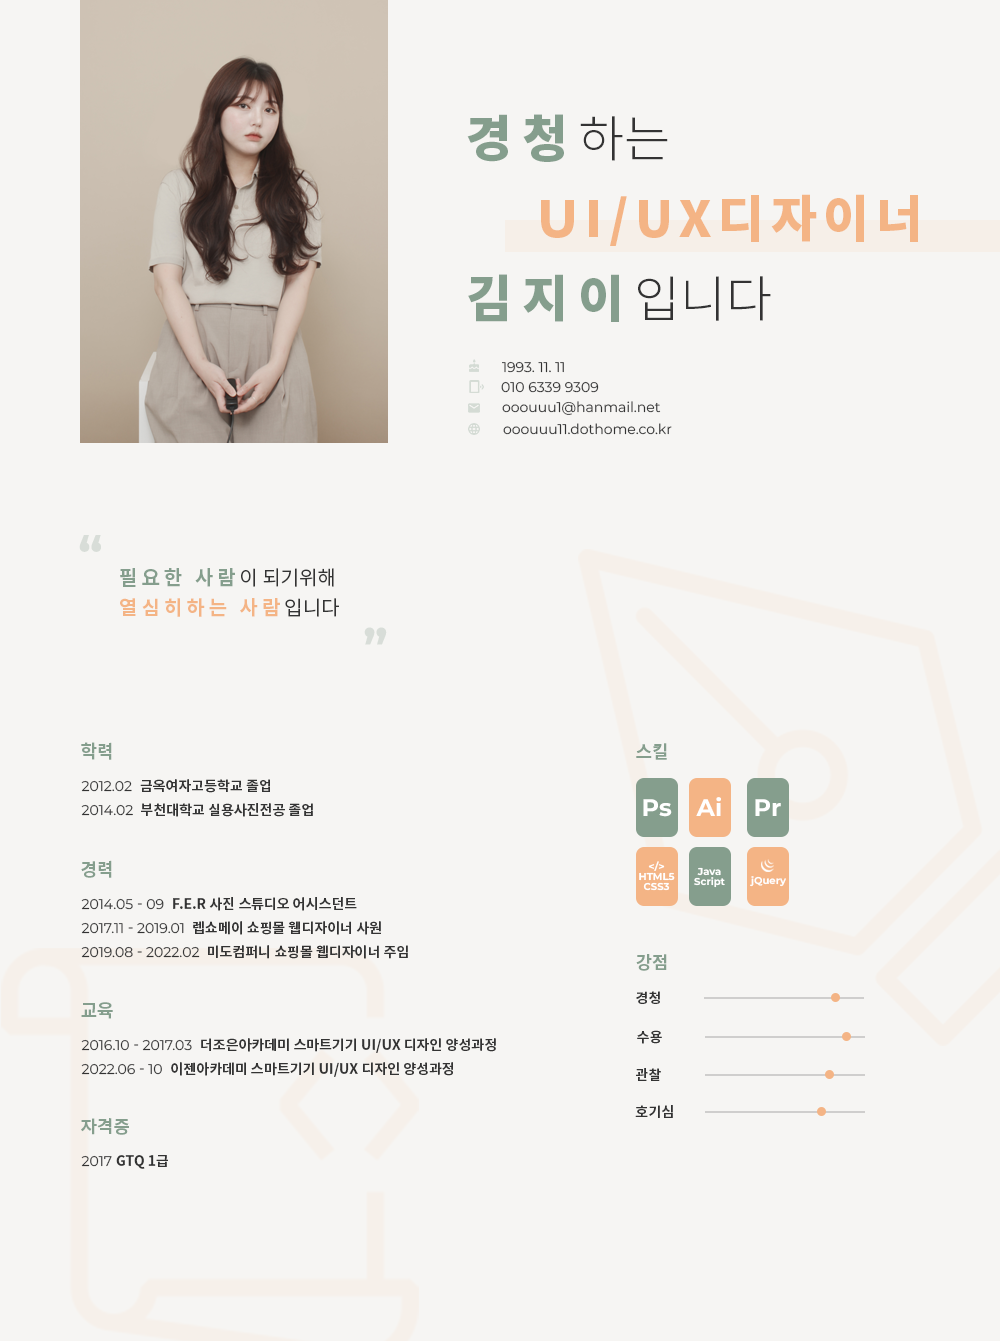 경청 하는
UI/UX디자이너
김지이 입니다
1993. 11. 11
010 6339 9309
ooouuu1@hanmail.net
ooouuu11.dothome.co.kr
“
필요한 사람이 되기위해
열심히하는 사람입니다
”
학력
2012.02 금옥여자고등학교 졸업
2014.02 부천대학교 실용사진전공 졸업
경력
2014.05 - 09 F.E.R 사진 스튜디오 어시스던트
2017.11 - 2019.01 렙쇼메이 쇼핑몰 웹디자이너 사원
2019.08 - 2022.02 미도컴퍼니 쇼핑몰 웹디자이너 주임
교육
2016.10 - 2017.03 더조은아카데미 스마트기기 UI/UX 디자인 양성과정
2022.06 - 10 이젠아카데미 스마트기기 UI/UX 디자인 양성과정
자격증
2017 GTQ 1급
스킬
Ps Ai Pr
</>
HTML5
CSS3
Java
Script
jQuery
강점
경청
수용
관찰
호기심